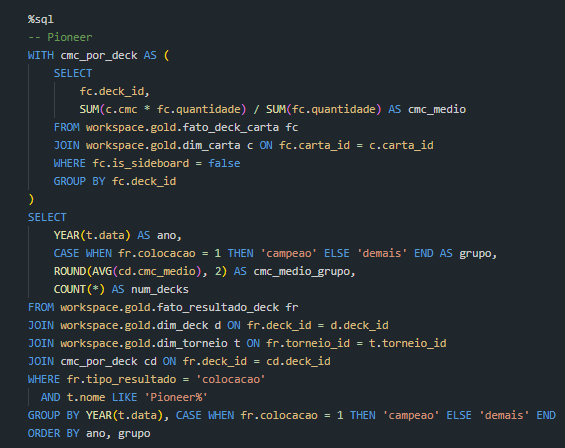 %sql
-- Pioneer
WITH cmc_por_deck AS (
    SELECT
        fc.deck_id,
        SUM(c.cmc * fc.quantidade) / SUM(fc.quantidade) AS cmc_medio
    FROM workspace.gold.fato_deck_carta fc
    JOIN workspace.gold.dim_carta c ON fc.carta_id = c.carta_id
    WHERE fc.is_sideboard = false
    GROUP BY fc.deck_id
)
SELECT
    YEAR(t.data) AS ano,
    CASE WHEN fr.colocacao = 1 THEN 'campeao' ELSE 'demais' END AS grupo,
    ROUND(AVG(cd.cmc_medio), 2) AS cmc_medio_grupo,
    COUNT(*) AS num_decks
FROM workspace.gold.fato_resultado_deck fr
JOIN workspace.gold.dim_deck d ON fr.deck_id = d.deck_id
JOIN workspace.gold.dim_torneio t ON fr.torneio_id = t.torneio_id
JOIN cmc_por_deck cd ON fr.deck_id = cd.deck_id
WHERE fr.tipo_resultado = 'colocacao'
  AND t.nome LIKE 'Pioneer%'
GROUP BY YEAR(t.data), CASE WHEN fr.colocacao = 1 THEN 'campeao' ELSE 'demais' END
ORDER BY ano, grupo